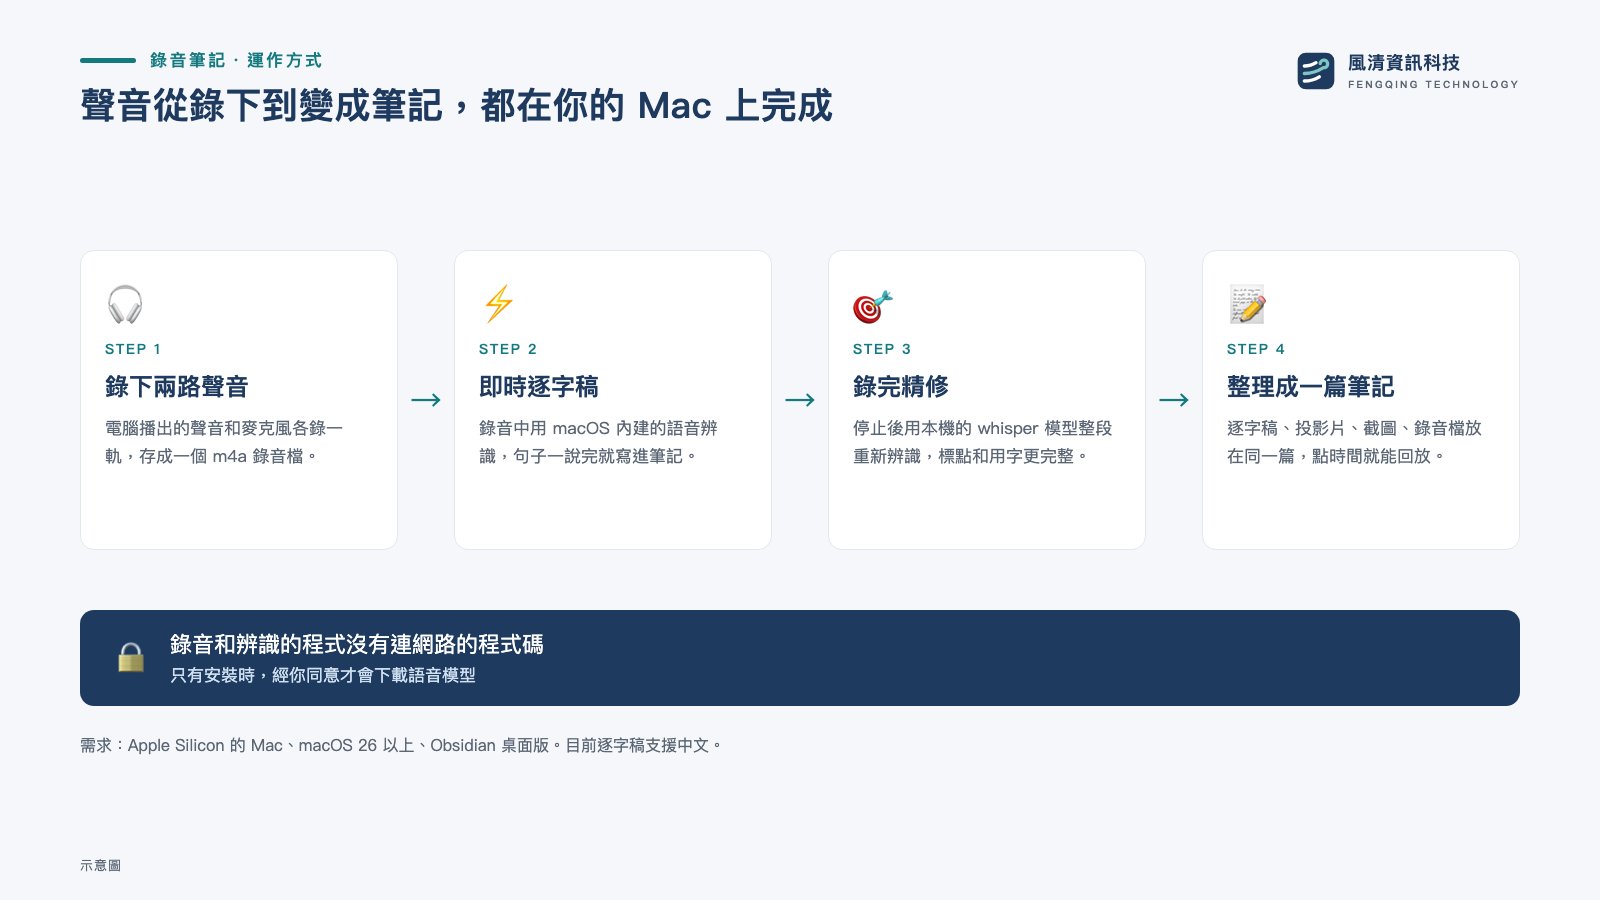 錄音筆記 · 運作方式
聲音從錄下到變成筆記，都在你的 Mac 上完成
風清資訊科技
FENGQING TECHNOLOGY
STEP 1
錄下兩路聲音
電腦播出的聲音和麥克風各錄一
軌，存成一個 m4a 錄音檔。
STEP 2
即時逐字稿
錄音中用 macOS 內建的語音辨
識，句子一說完就寫進筆記。
STEP 3
錄完精修
停止後用本機的 whisper 模型整段
重新辨識，標點和用字更完整。
STEP 4
整理成一篇筆記
逐字稿、投影片、截圖、錄音檔放
在同一篇，點時間就能回放。
錄音和辨識的程式沒有連網路的程式碼
只有安裝時，經你同意才會下載語音模型
需求：Apple Silicon 的 Mac、macOS 26 以上、Obsidian 桌面版。目前逐字稿支援中文。
示意圖